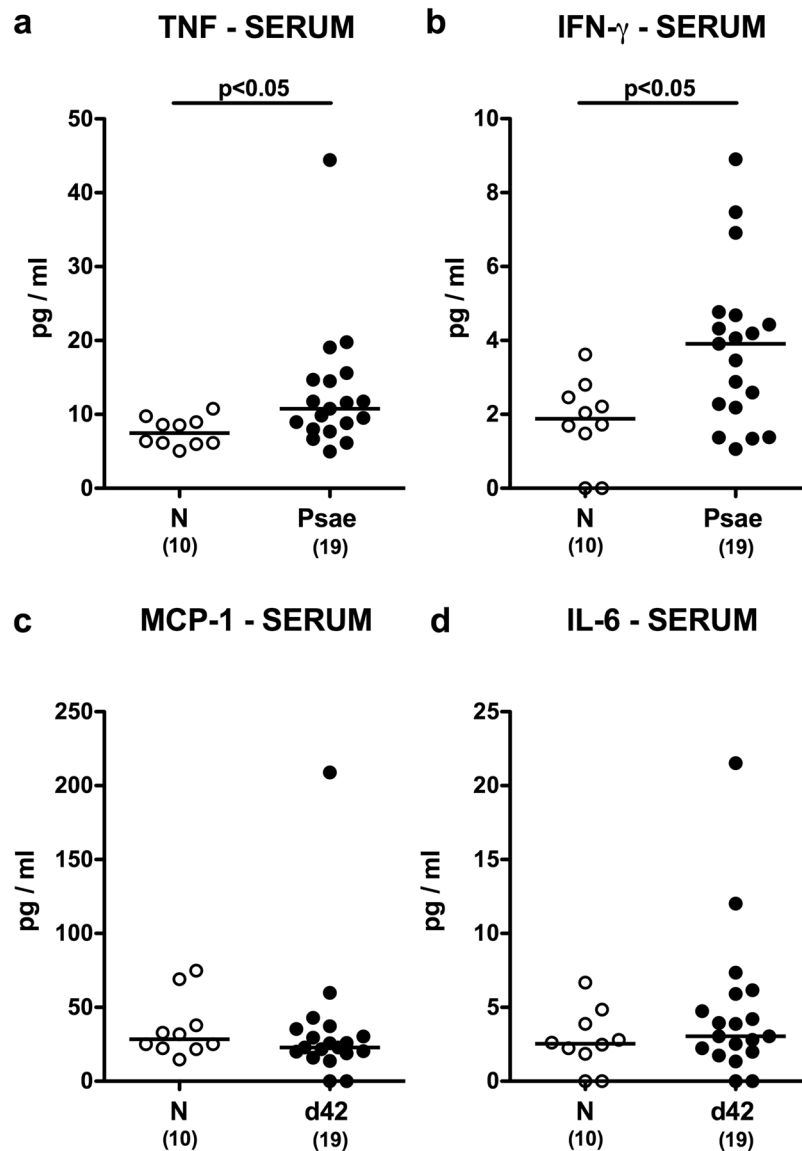 a TNF - SERUM
p<0.05
50
40
30
20
10
0
pg / ml
N Psae
(10) (19)
b IFN-γ - SERUM
p<0.05
10
8
6
4
2
0
pg / ml
N Psae
(10) (19)
c MCP-1 - SERUM
250
200
150
100
50
0
pg / ml
N d42
(10) (19)
d IL-6 - SERUM
25
20
15
10
5
0
pg / ml
N d42
(10) (19)